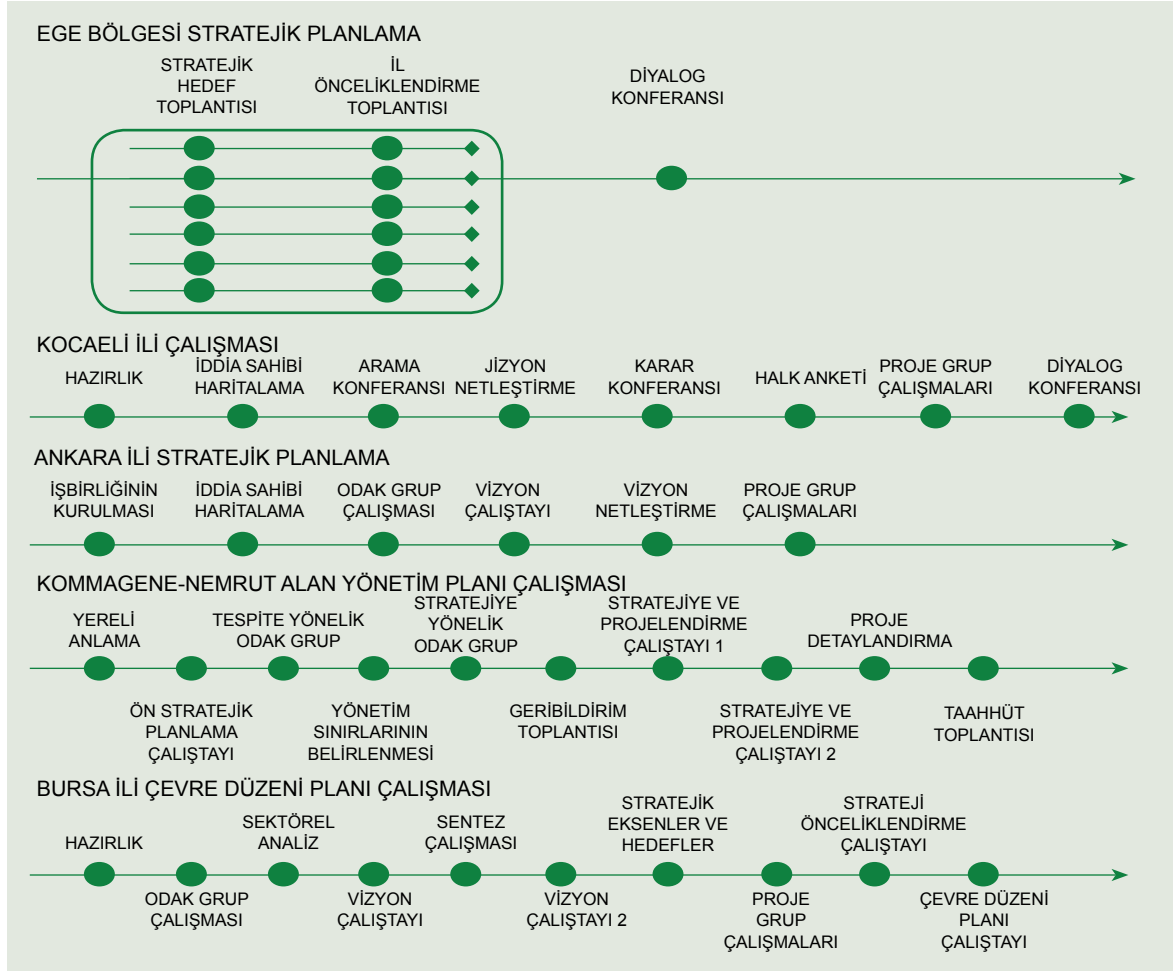 EGE BÖLGESİ STRATEJİK PLANLAMA
STRATEJİK
HEDEF
TOPLANTISI
İL
ÖNCELİKLENDİRME
TOPLANTISI
DİYALOG
KONFERANSI
KOCAELİ İLİ ÇALIŞMASI
HAZIRLIK
İDDİA SAHİBİ
HARİTALAMA
ARAMA
KONFERANSI
JİZYON
NETLEŞTİRME
KARAR
KONFERANSI
HALK ANKETİ
PROJE GRUP
ÇALIŞMALARI
DİYALOG
KONFERANSI
ANKARA İLİ STRATEJİK PLANLAMA
İŞBİRLİĞİNİN
KURULMASI
İDDİA SAHİBİ
HARİTALAMA
ODAK GRUP
ÇALIŞMASI
VİZYON
ÇALIŞTAYI
VİZYON
NETLEŞTİRME
PROJE GRUP
ÇALIŞMALARI
KOMMAGENE-NEMRUT ALAN YÖNETİM PLANI ÇALIŞMASI
YERELİ
ANLAMA
ÖN STRATEJİK
PLANLAMA
ÇALIŞTAYI
TESPİTE YÖNELİK
ODAK GRUP
YÖNETİM
SINIRLARININ
BELİRLENMESİ
STRATEJİYE
YÖNELİK
ODAK GRUP
GERİBİLDİRİM
TOPLANTISI
STRATEJİYE VE
PROJELENDİRME
ÇALIŞTAYI 1
STRATEJİYE VE
PROJELENDİRME
ÇALIŞTAYI 2
PROJE
DETAYLANDIRMA
TAAHHÜT
TOPLANTISI
BURSA İLİ ÇEVRE DÜZENİ PLANI ÇALIŞMASI
HAZIRLIK
ODAK GRUP
ÇALIŞMASI
SEKTÖREL
ANALİZ
VİZYON
ÇALIŞTAYI
SENTEZ
ÇALIŞMASI
VİZYON
ÇALIŞTAYI 2
STRATEJİK
EKSENLER VE
HEDEFLER
PROJE
GRUP
ÇALIŞMALARI
STRATEJİ
ÖNCELİKLENDİRME
ÇALIŞTAYI
ÇEVRE DÜZENİ
PLANI
ÇALIŞTAYI